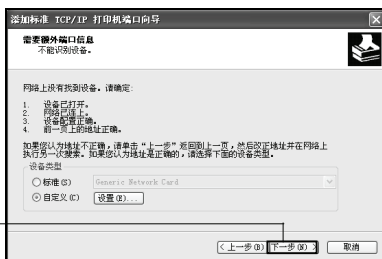 添加标准 TCP/IP 打印机端口向导
需要额外端口信息
不能识别设备。
网络上没有找到设备。请确定:
1. 设备已打开。
2. 网络已连上。
3. 设备配置正确。
4. 前一页上的地址正确。
如果您认为地址不正确，请单击“上一步”返回到上一页，然后改正地址并在网络上
执行另一次搜索。如果您认为地址是正确的，请选择下面的设备类型。
设备类型
标准(S) Generic Network Card
自定义(C) 设置(E)...
< 上一步(B) 下一步(N) > 取消